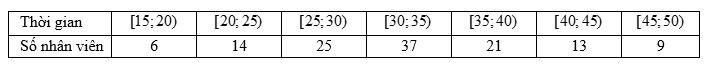 Thời gian [15; 20) [20; 25) [25; 30) [30; 35) [35; 40) [40; 45) [45; 50)
Số nhân viên 6 14 25 37 21 13 9